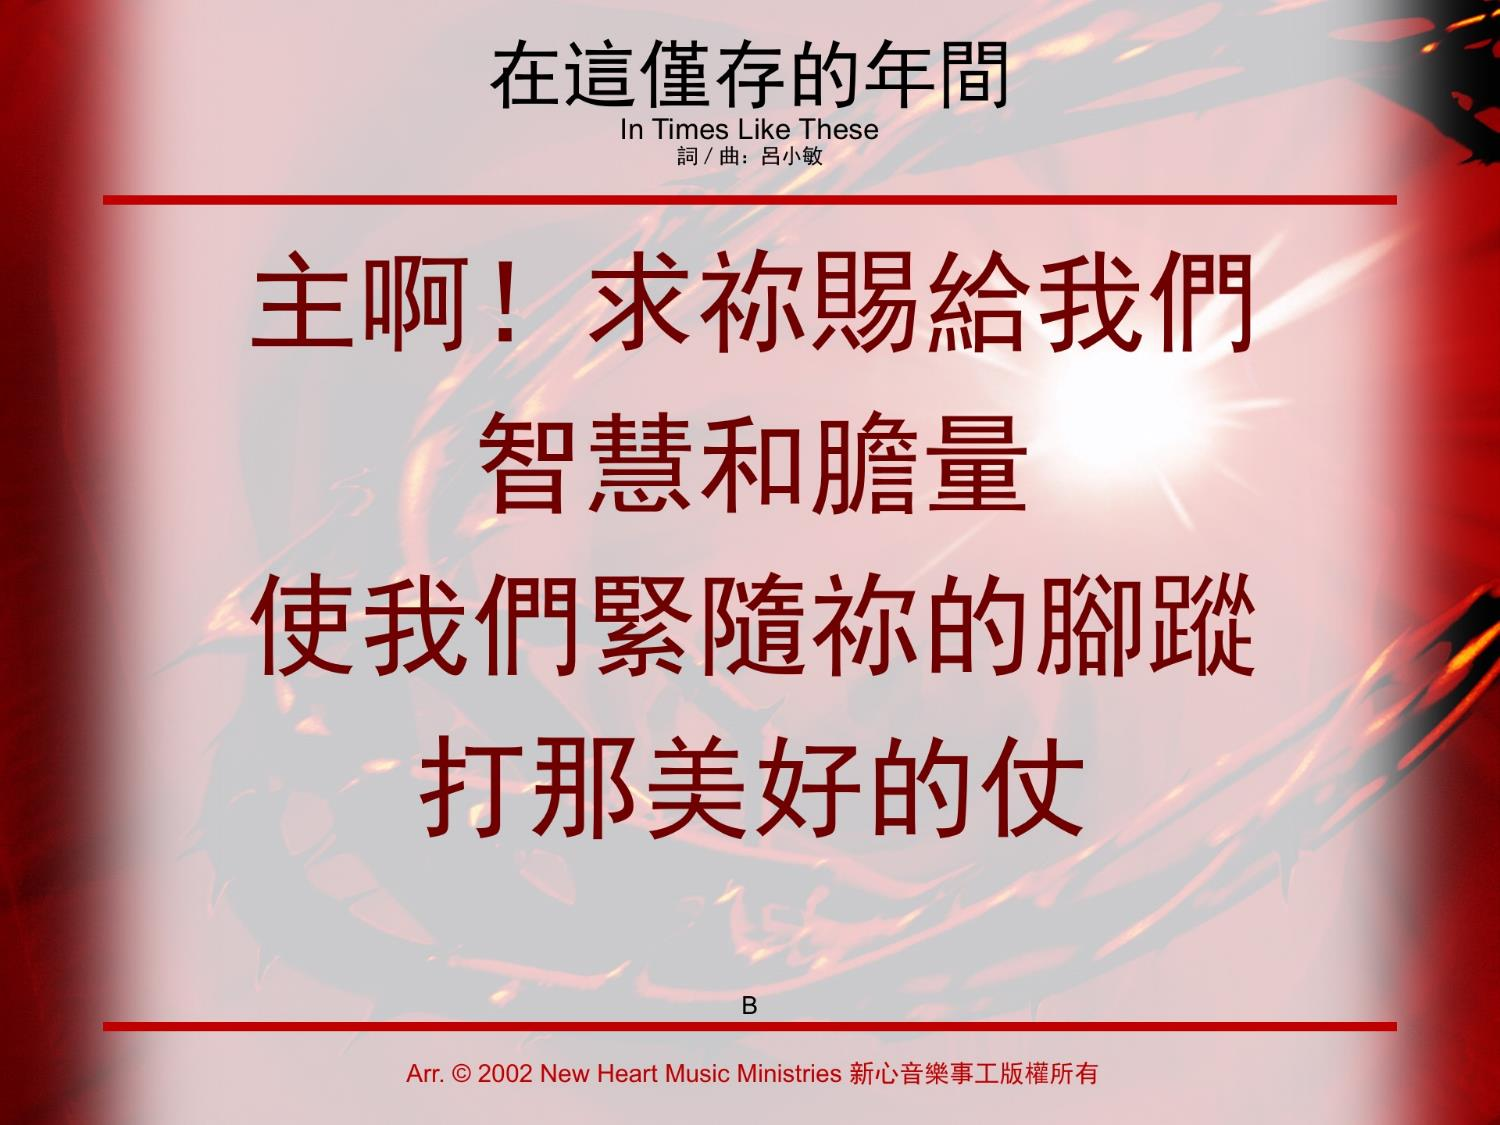 在這僅存的年間
In Times Like These
詞 / 曲：呂小敏
主啊！求祢賜給我們
智慧和膽量
使我們緊隨祢的腳蹤
打那美好的仗
B
Arr. © 2002 New Heart Music Ministries 新心音樂事工版權所有